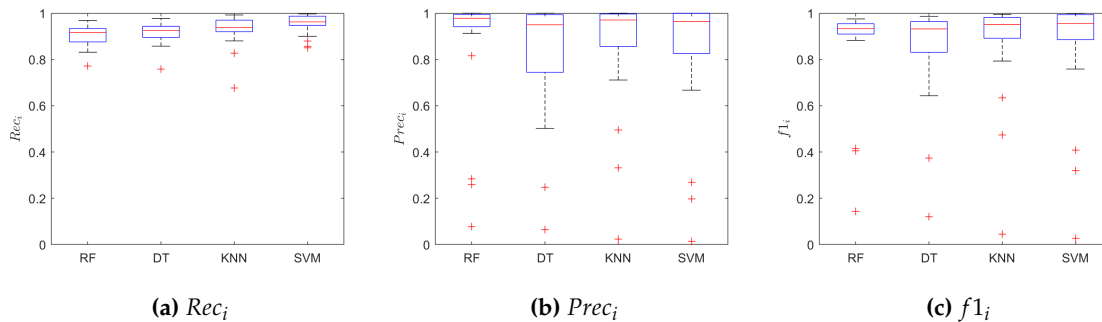 1
0.8
0.6
0.4
0.2
0
Rec_i
RF DT KNN SVM
(a) Rec_i
1
0.8
0.6
0.4
0.2
0
Prec_i
RF DT KNN SVM
(b) Prec_i
1
0.8
0.6
0.4
0.2
0
f1_i
RF DT KNN SVM
(c) f1_i